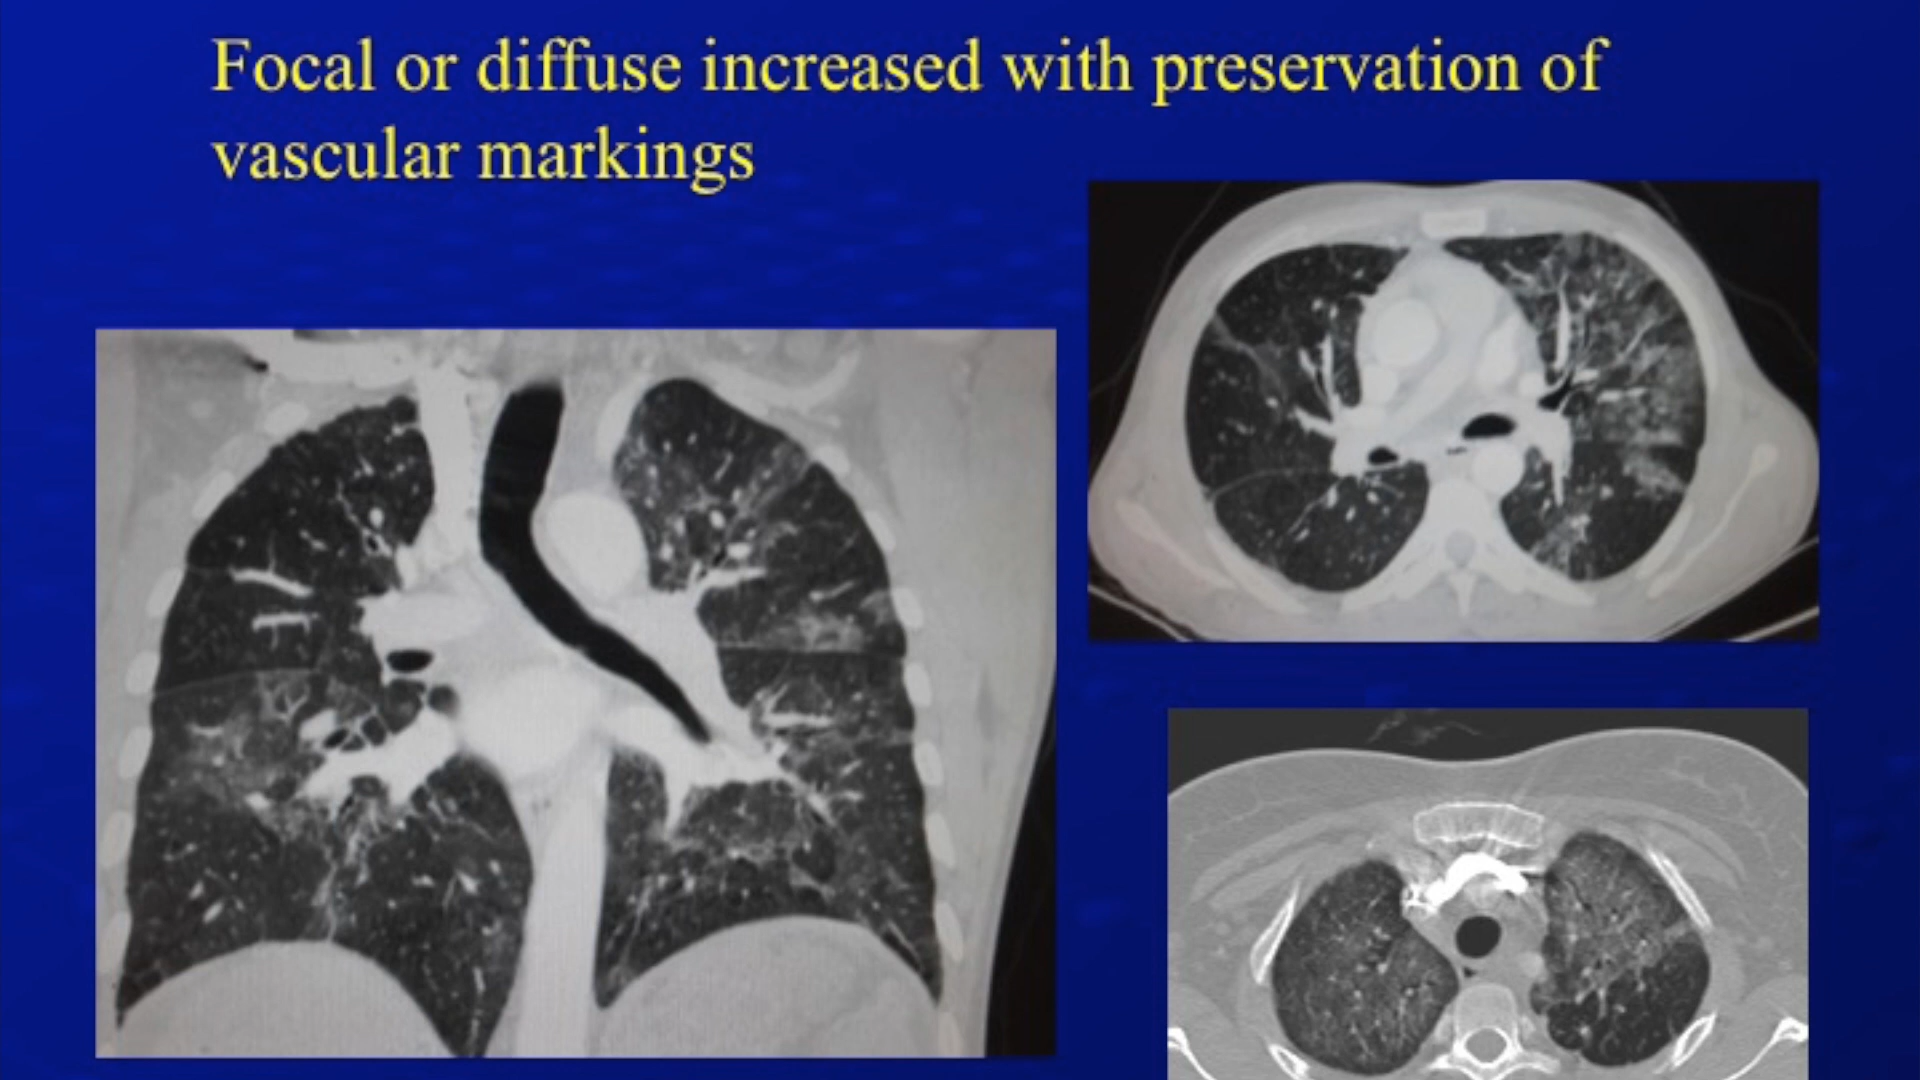 Focal or diffuse increased with preservation of
vascular markings